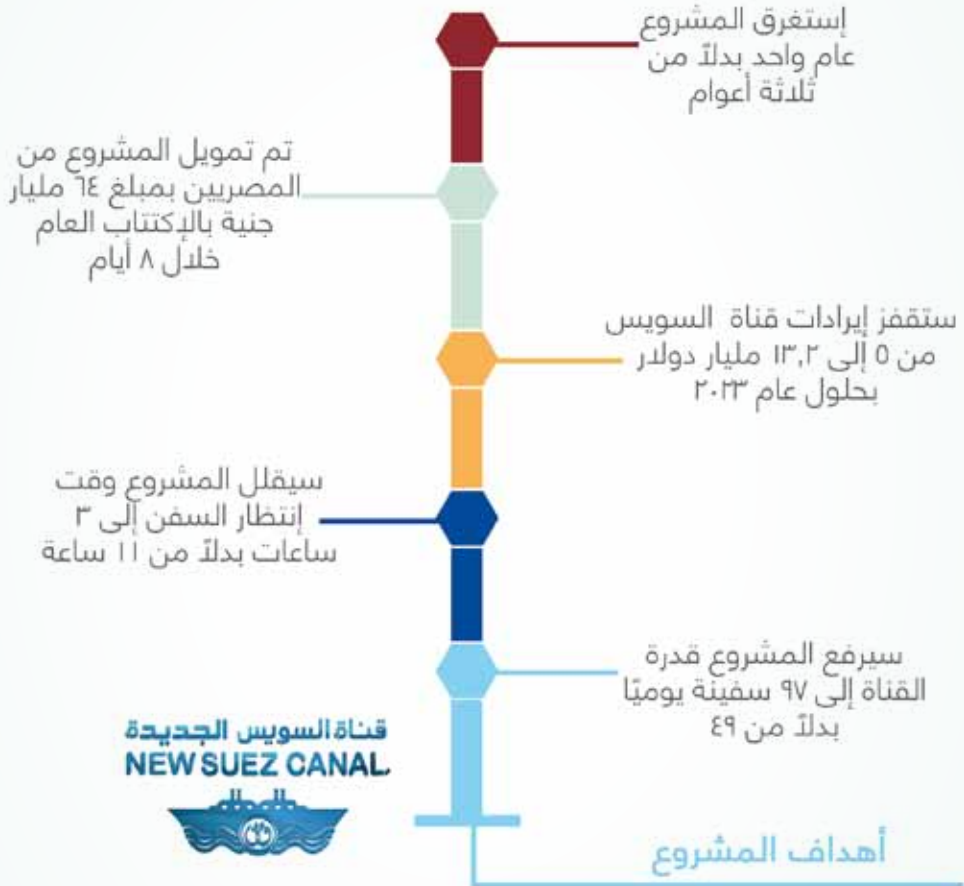 إستغرق المشروع
عام واحد بدلاً من
ثلاثة أعوام
تم تمويل المشروع من
المصريين بمبلغ ٦٤ مليار
جنية بالإكتتاب العام
خلال ٨ أيام
ستقفز إيرادات قناة السويس
من ٥ إلى ١٣,٢ مليار دولار
بحلول عام ٢٠٢٣
سيقلل المشروع وقت
إنتظار السفن إلى ٣
ساعات بدلاً من ١١ ساعة
سيرفع المشروع قدرة
القناة إلى ٩٧ سفينة يوميًا
بدلاً من ٤٩
قناة السويس الجديدة
NEW SUEZ CANAL
أهداف المشروع